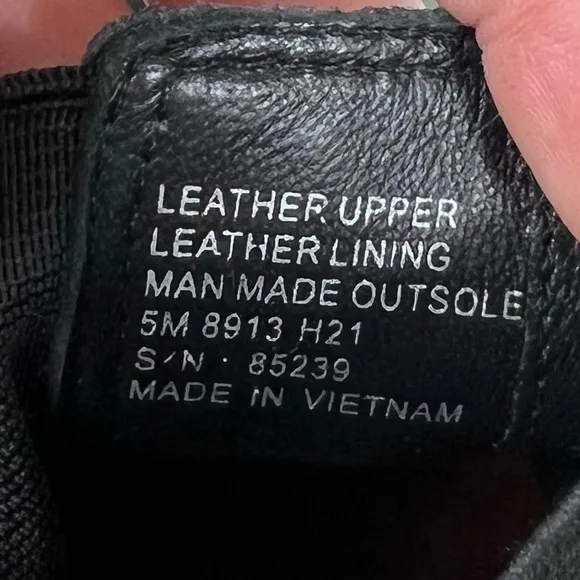 LEATHER UPPER
LEATHER LINING
MAN MADE OUTSOLE
5M 8913 H21
S/N : 85239
MADE IN VIETNAM